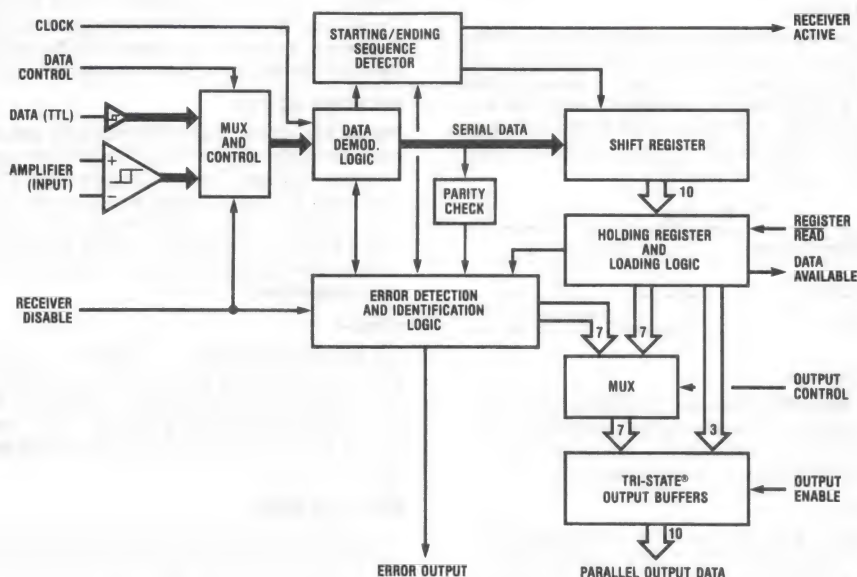 CLOCK
DATA
CONTROL
DATA (TTL)
AMPLIFIER
(INPUT)
+
−
RECEIVER
DISABLE
MUX
AND
CONTROL
STARTING/ENDING
SEQUENCE
DETECTOR
DATA
DEMOD.
LOGIC
SERIAL DATA
PARITY
CHECK
SHIFT REGISTER
10
HOLDING REGISTER
AND
LOADING LOGIC
ERROR DETECTION
AND IDENTIFICATION
LOGIC
7
7
MUX
7
3
TRI-STATE®
OUTPUT BUFFERS
10
RECEIVER
ACTIVE
REGISTER
READ
DATA
AVAILABLE
OUTPUT
CONTROL
OUTPUT
ENABLE
ERROR OUTPUT
PARALLEL OUTPUT DATA